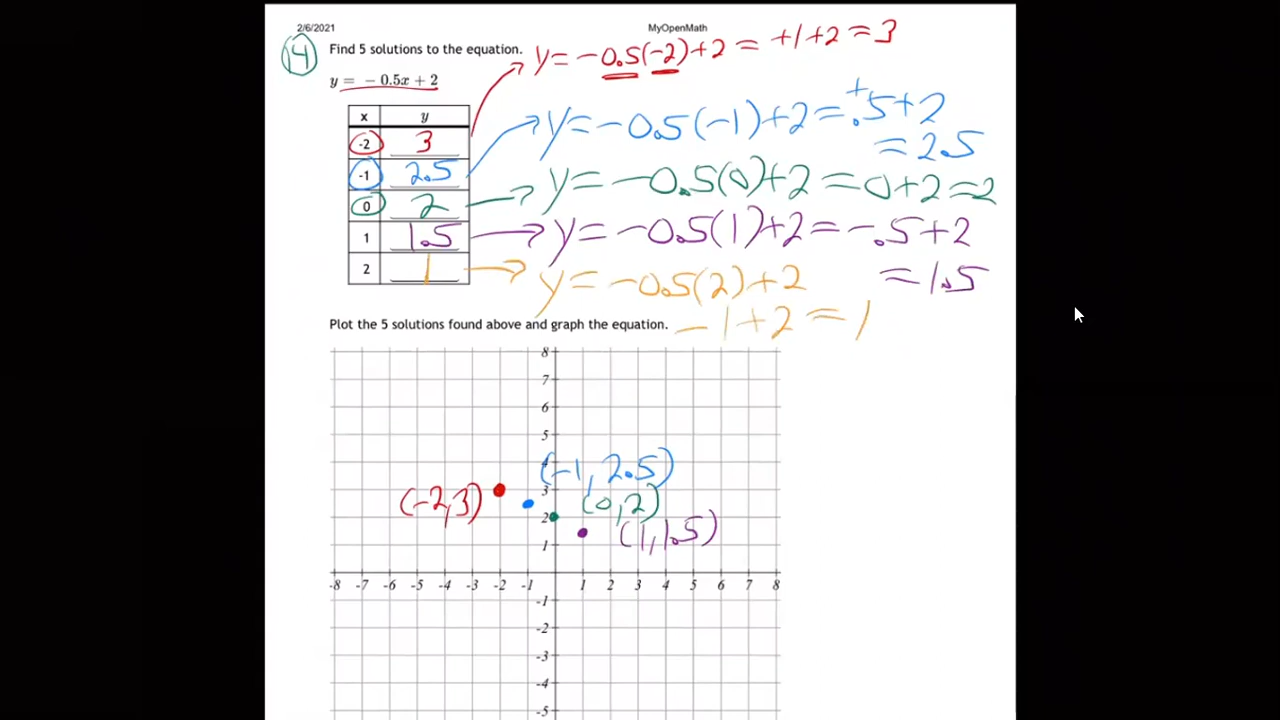 2/6/2021 MyOpenMath
14 Find 5 solutions to the equation. y = -0.5(-2)+2 = +1+2 = 3
y = -0.5x + 2
x y
-2 3 y = -0.5(-1)+2 = +.5+2
= 2.5
-1 2.5 y = -0.5(0)+2 = 0+2 = 2
0 2 y = -0.5(1)+2 = -.5+2
= 1.5
1 1.5 y = -0.5(2)+2
2 1 -1+2 = 1
Plot the 5 solutions found above and graph the equation.
8
7
6
5
4 (-1, 2.5)
(-2,3) 3 (0,2)
2 (1,1.5)
1
-8 -7 -6 -5 -4 -3 -2 -1 1 2 3 4 5 6 7 8
-1
-2
-3
-4
-5